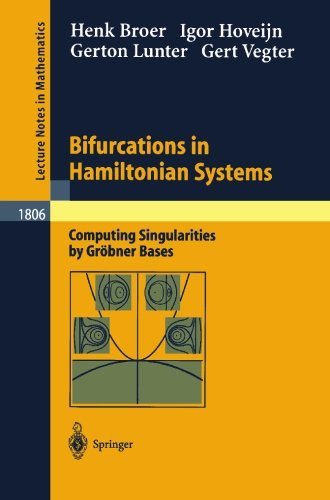 Henk Broer Igor Hoveijn
Gerton Lunter Gert Vegter
Lecture Notes in Mathematics
Bifurcations in
Hamiltonian Systems
1806
Computing Singularities
by Gröbner Bases
Springer